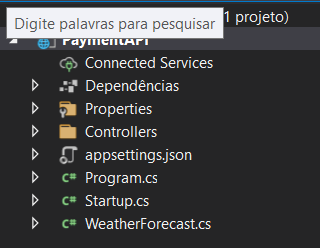 Digite palavras para pesquisar
1 projeto)
PaymentAPI
Connected Services
Dependências
Properties
Controllers
appsettings.json
C# Program.cs
C# Startup.cs
C# WeatherForecast.cs